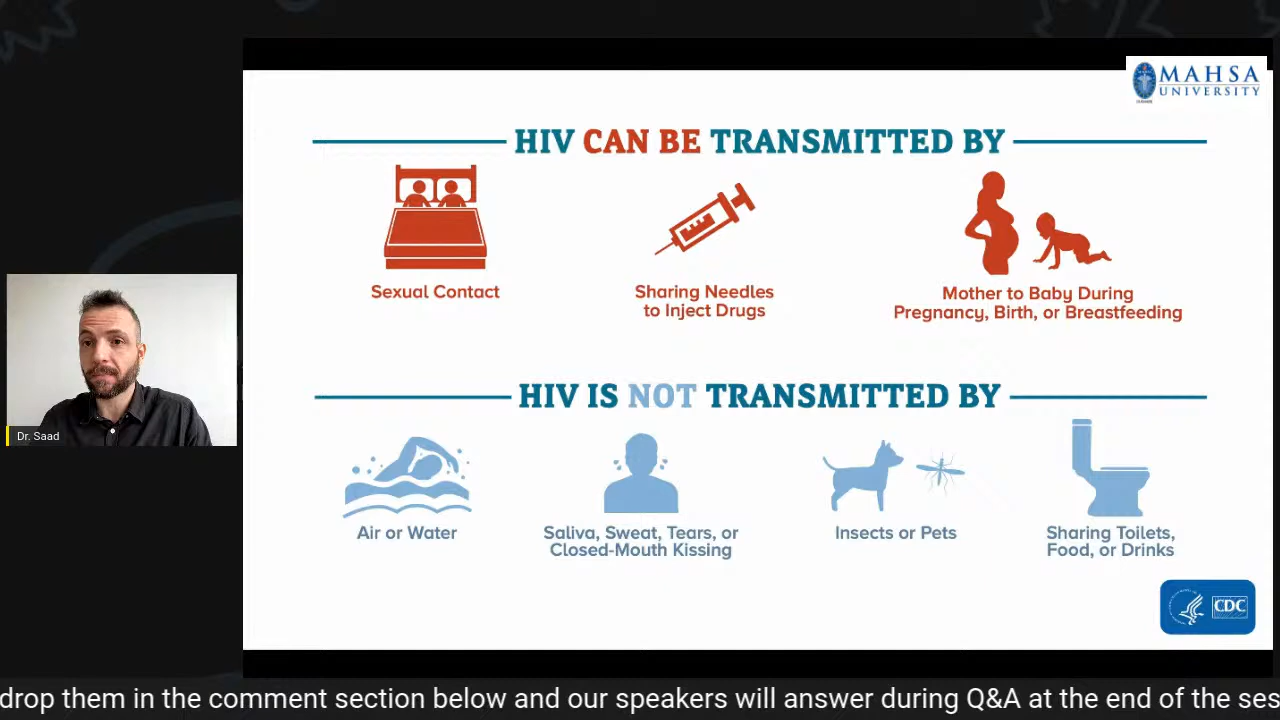 MAHSA
UNIVERSITY
HIV CAN BE TRANSMITTED BY
Sexual Contact
Sharing Needles
to Inject Drugs
Mother to Baby During
Pregnancy, Birth, or Breastfeeding
HIV IS NOT TRANSMITTED BY
Air or Water
Saliva, Sweat, Tears, or
Closed-Mouth Kissing
Insects or Pets
Sharing Toilets,
Food, or Drinks
CDC
Dr. Saad
drop them in the comment section below and our speakers will answer during Q&A at the end of the ses